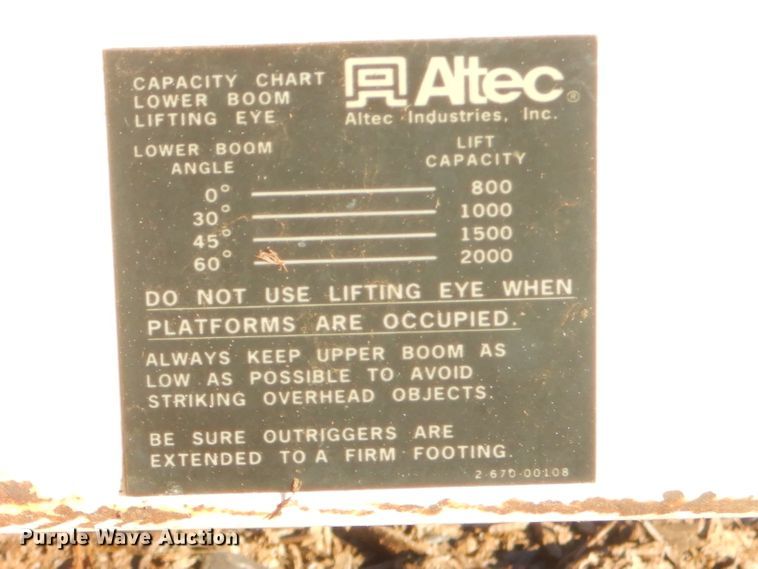 CAPACITY CHART
LOWER BOOM
LIFTING EYE
Altec®
Altec Industries, Inc.
LOWER BOOM ANGLE
LIFT CAPACITY
0° 800
30° 1000
45° 1500
60° 2000
DO NOT USE LIFTING EYE WHEN
PLATFORMS ARE OCCUPIED.
ALWAYS KEEP UPPER BOOM AS
LOW AS POSSIBLE TO AVOID
STRIKING OVERHEAD OBJECTS.
BE SURE OUTRIGGERS ARE
EXTENDED TO A FIRM FOOTING.
2-670-00108
Purple Wave Auction